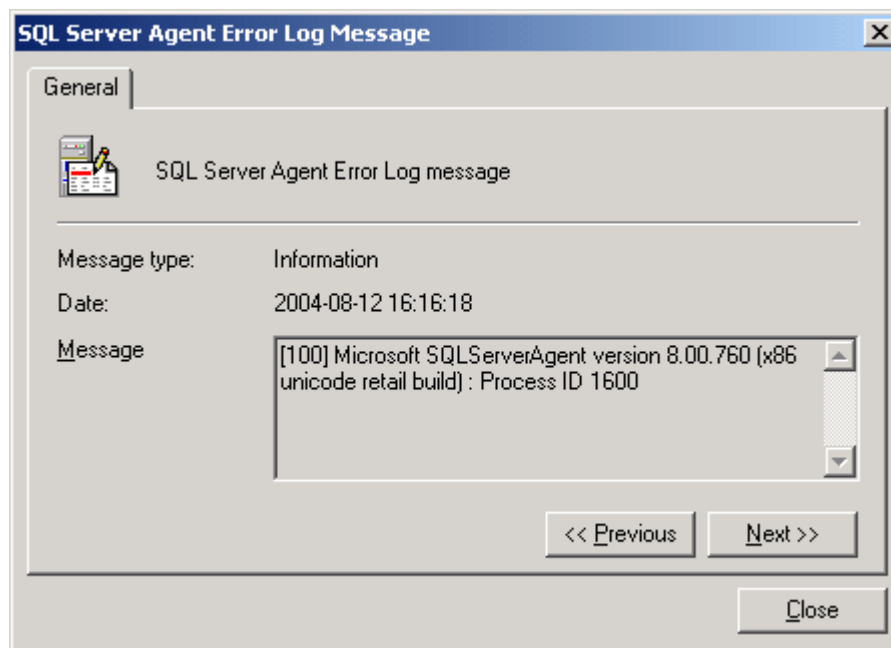 SQL Server Agent Error Log Message
General
SQL Server Agent Error Log message
Message type: Information
Date: 2004-08-12 16:16:18
Message [100] Microsoft SQLServerAgent version 8.00.760 (x86
unicode retail build) : Process ID 1600
<< Previous Next >>
Close